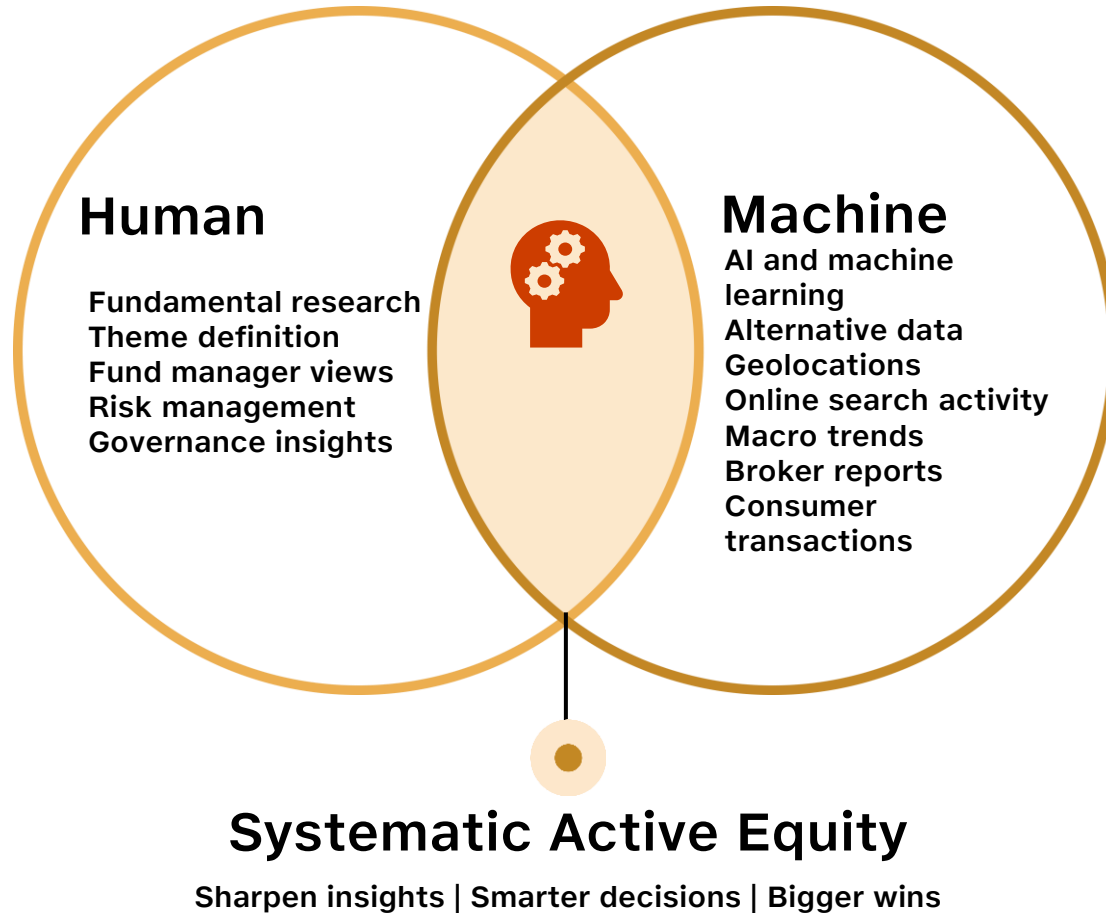 Human
Fundamental research
Theme definition
Fund manager views
Risk management
Governance insights
Machine
AI and machine
learning
Alternative data
Geolocations
Online search activity
Macro trends
Broker reports
Consumer
transactions
Systematic Active Equity
Sharpen insights | Smarter decisions | Bigger wins